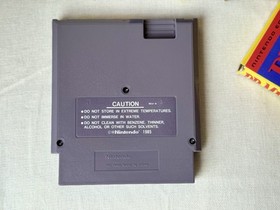 CAUTION
●DO NOT STORE IN EXTREME TEMPERATURES.
●DO NOT IMMERSE IN WATER.
●DO NOT CLEAN WITH BENZENE, THINNER,
ALCOHOL OR OTHER SUCH SOLVENTS.
©Nintendo 1985